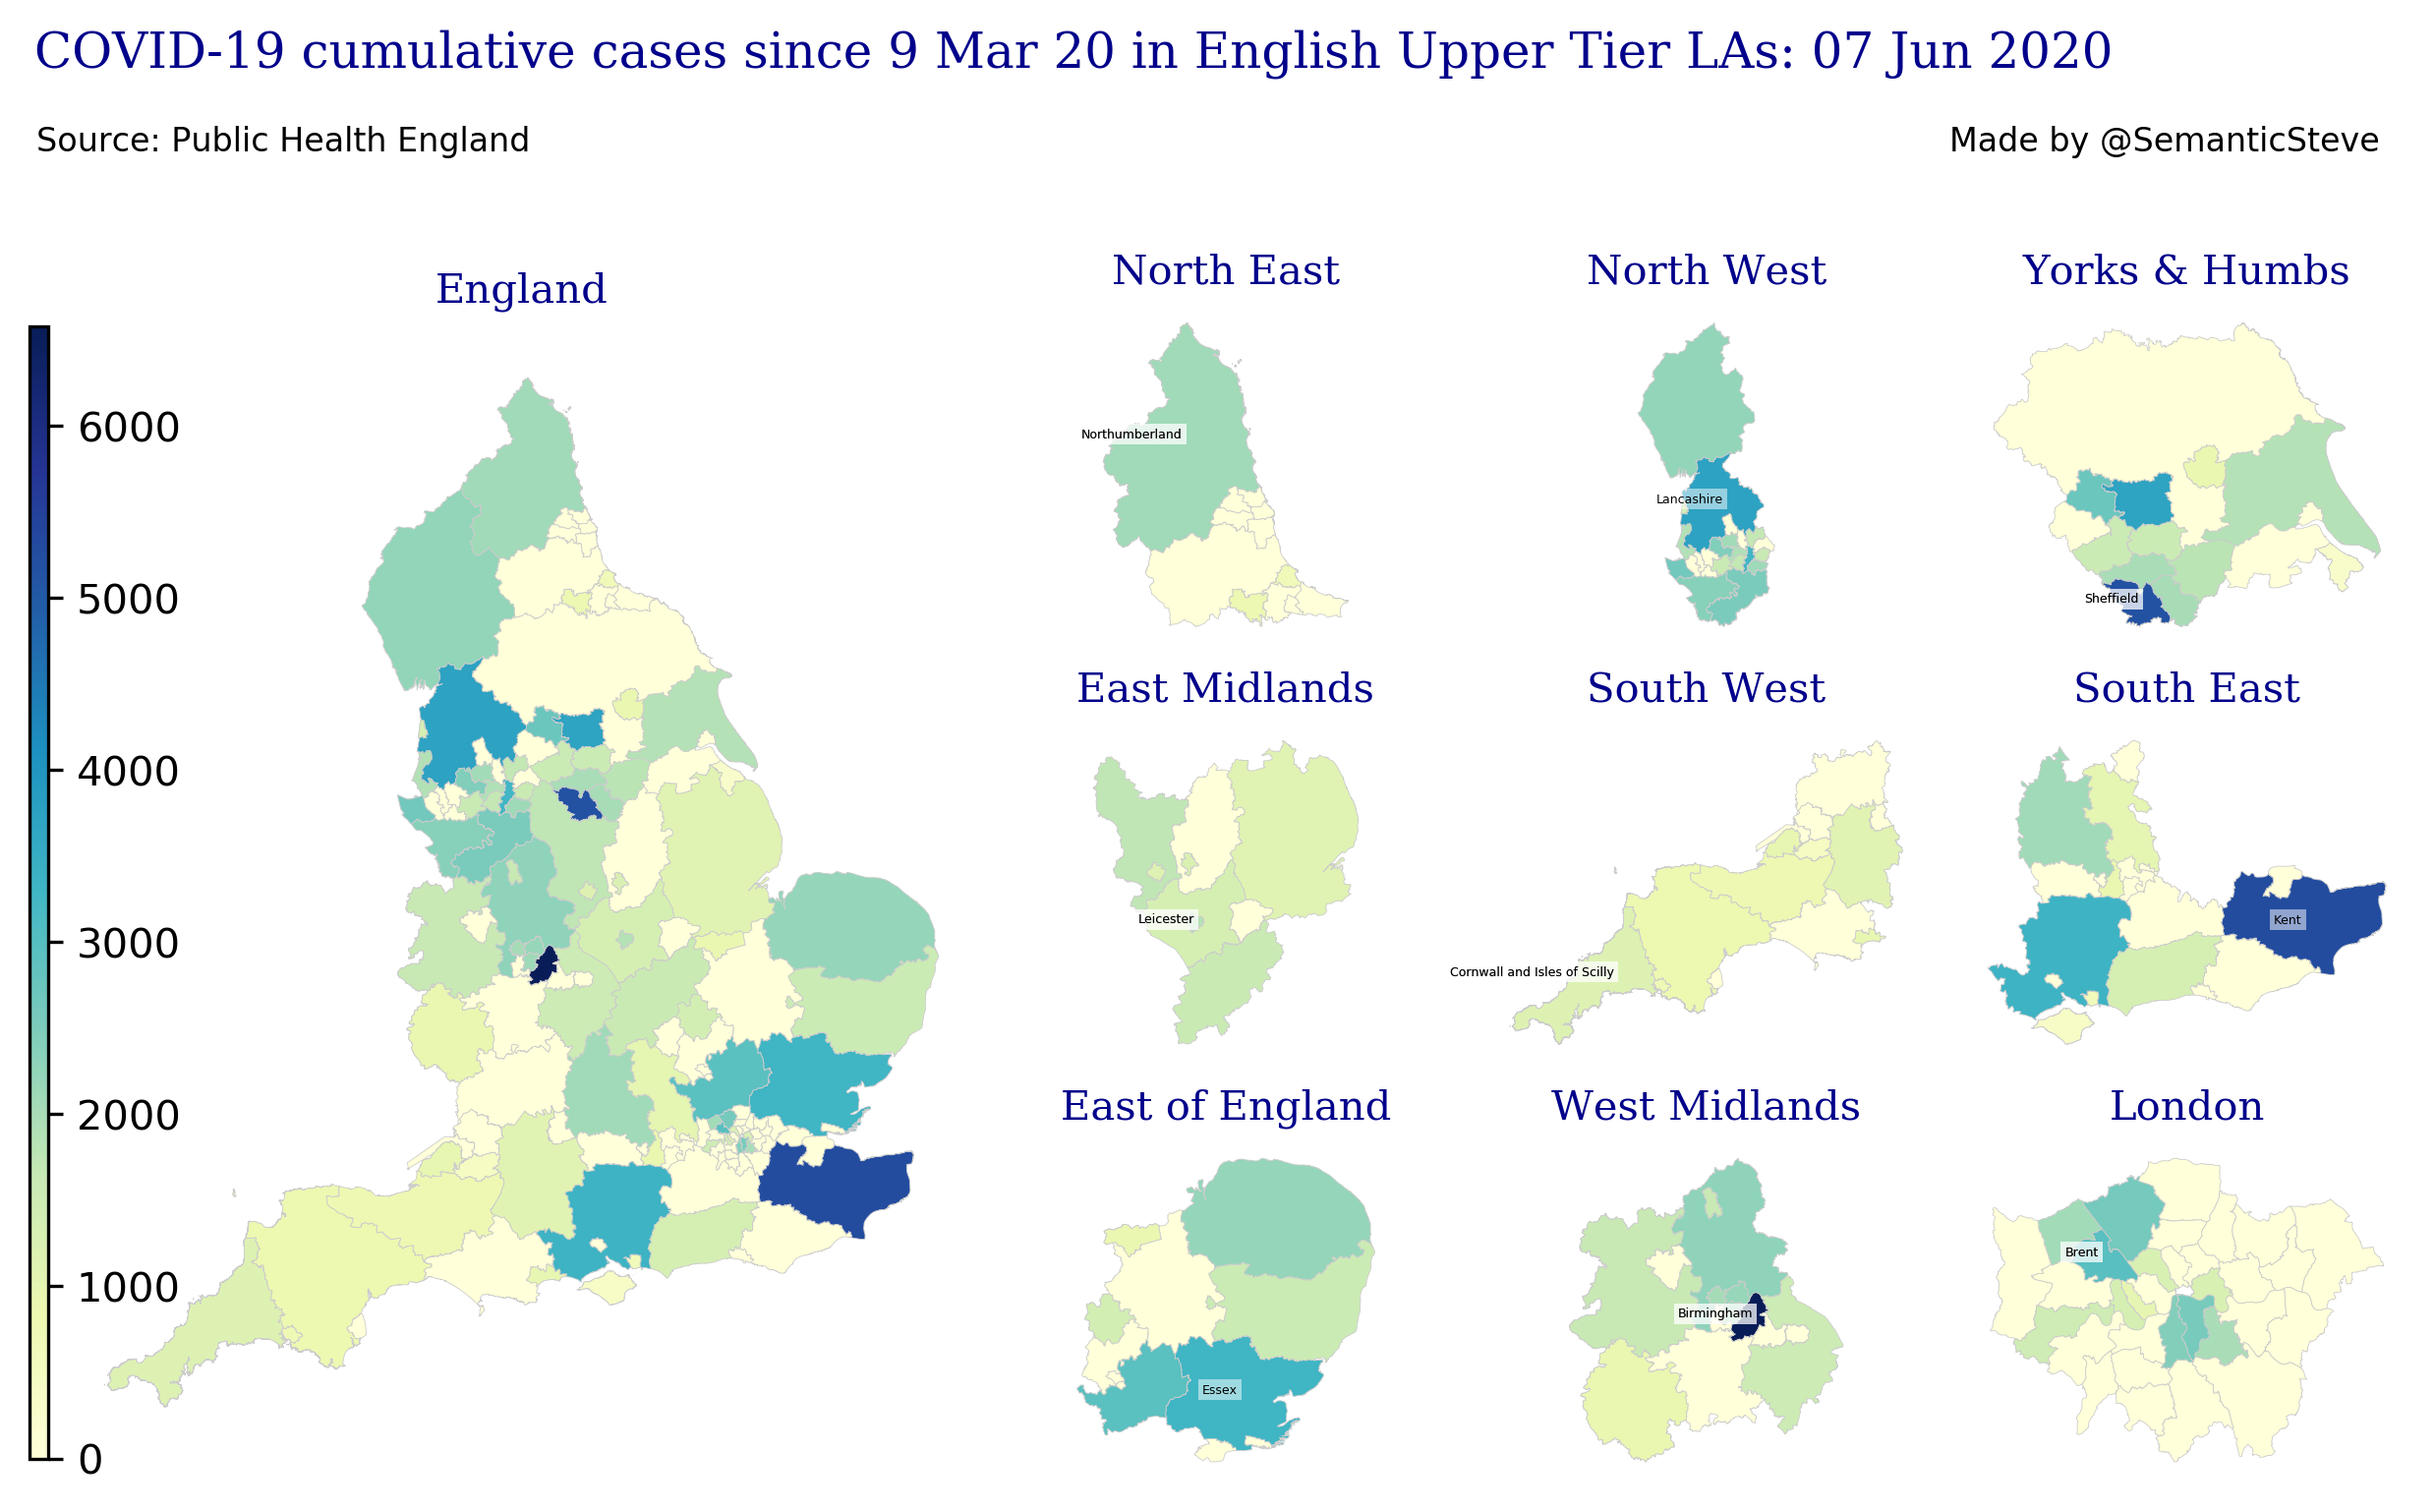 COVID-19 cumulative cases since 9 Mar 20 in English Upper Tier LAs: 07 Jun 2020
Source: Public Health England
Made by @SemanticSteve
England
North East
North West
Yorks & Humbs
6000
5000
4000
3000
2000
1000
0
Northumberland
Lancashire
Sheffield
East Midlands
South West
South East
Leicester
Cornwall and Isles of Scilly
Kent
East of England
West Midlands
London
Essex
Birmingham
Brent